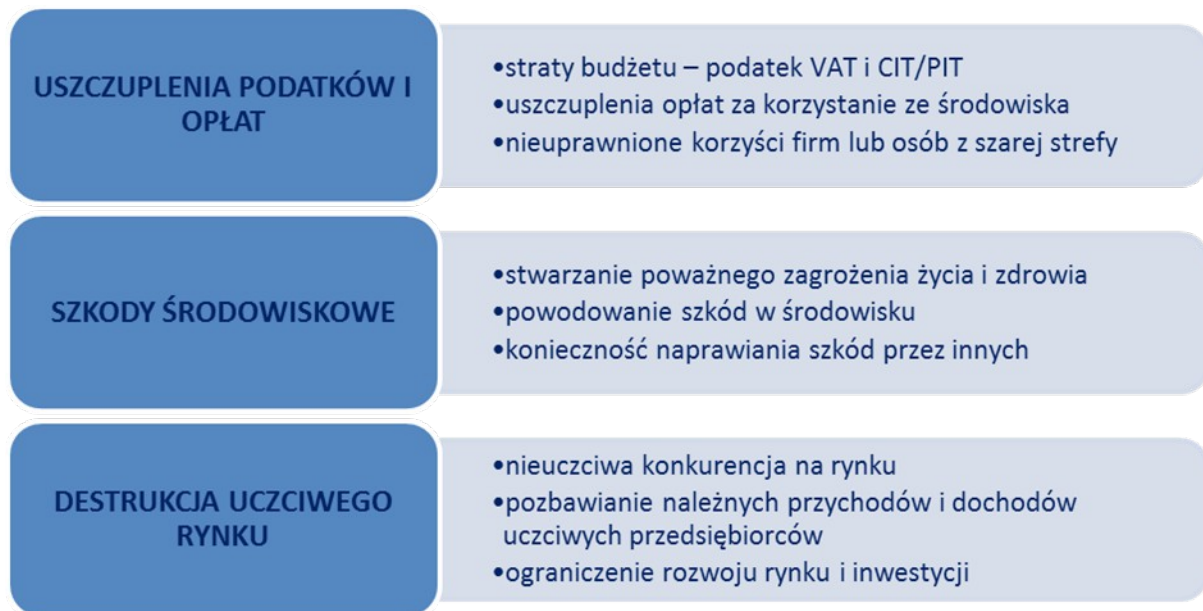 USZCZUPLENIA PODATKÓW I
OPŁAT
•straty budżetu – podatek VAT i CIT/PIT
•uszczuplenia opłat za korzystanie ze środowiska
•nieuprawnione korzyści firm lub osób z szarej strefy
SZKODY ŚRODOWISKOWE
•stwarzanie poważnego zagrożenia życia i zdrowia
•powodowanie szkód w środowisku
•konieczność naprawiania szkód przez innych
DESTRUKCJA UCZCIWEGO
RYNKU
•nieuczciwa konkurencja na rynku
•pozbawianie należnych przychodów i dochodów
uczciwych przedsiębiorców
•ograniczenie rozwoju rynku i inwestycji